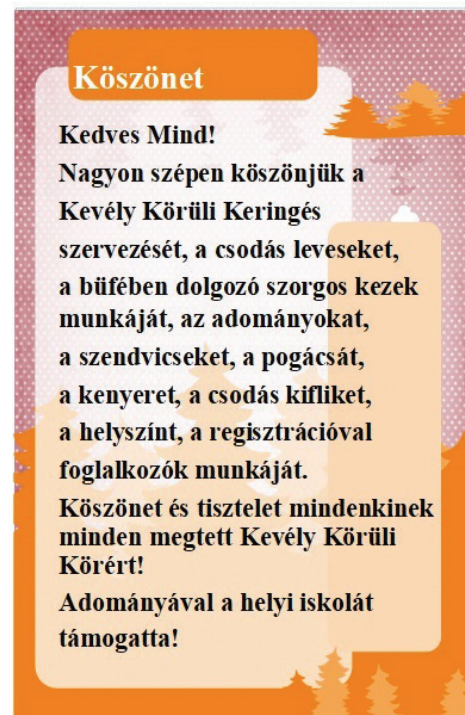 Köszönet
Kedves Mind!
Nagyon szépen köszönjük a
Kevély Körüli Keringés
szervezését, a csodás leveseket,
a büfében dolgozó szorgos kezek
munkáját, az adományokat,
a szendvicseket, a pogácsát,
a kenyeret, a csodás kifliket,
a helyszínt, a regisztrációval
foglalkozók munkáját.
Köszönet és tisztelet mindenkinek
minden megtett Kevély Körüli
Körért!
Adományával a helyi iskolát
támogatta!